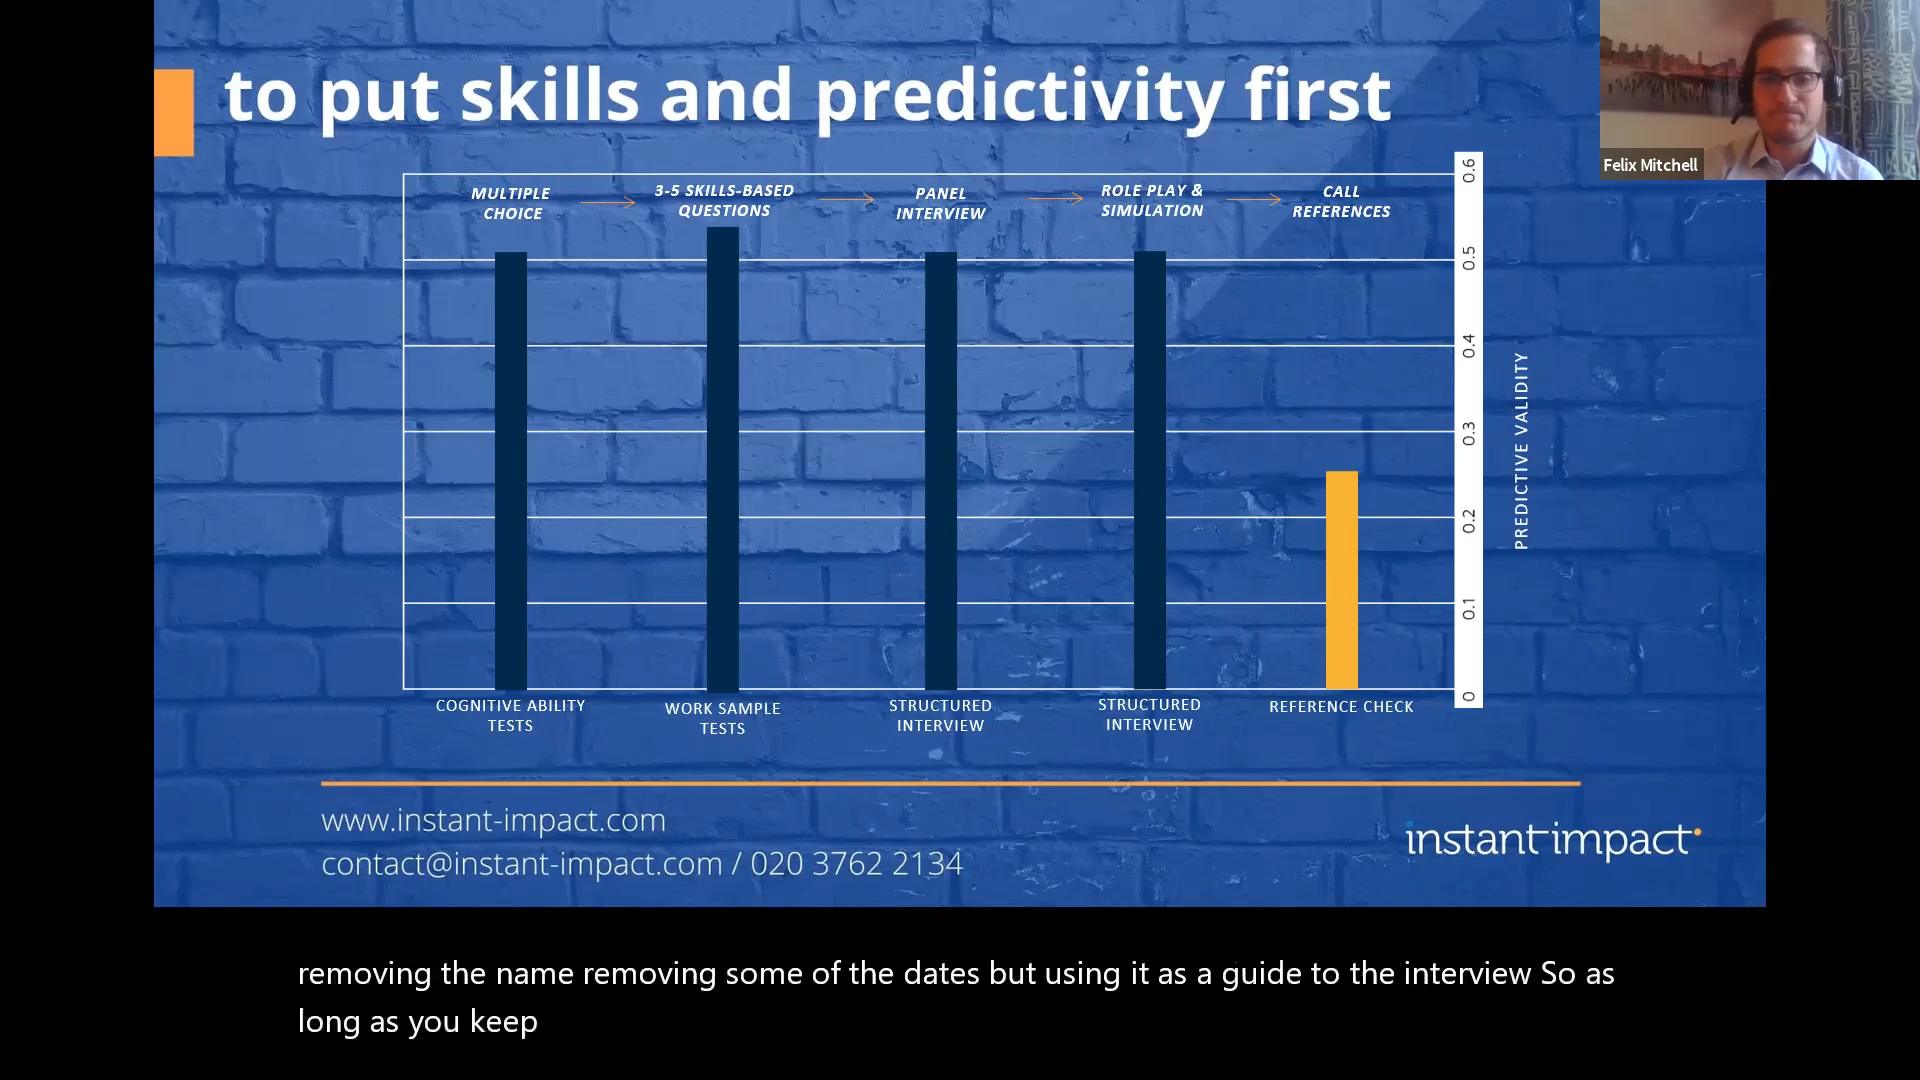 to put skills and predictivity first
Felix Mitchell
MULTIPLE
CHOICE
3-5 SKILLS-BASED
QUESTIONS
PANEL
INTERVIEW
ROLE PLAY &
SIMULATION
CALL
REFERENCES
0.6
0.5
0.4
0.3
0.2
0.1
0
PREDICTIVE VALIDITY
COGNITIVE ABILITY
TESTS
WORK SAMPLE
TESTS
STRUCTURED
INTERVIEW
STRUCTURED
INTERVIEW
REFERENCE CHECK
www.instant-impact.com
contact@instant-impact.com / 020 3762 2134
instant impact
removing the name removing some of the dates but using it as a guide to the interview So as
long as you keep